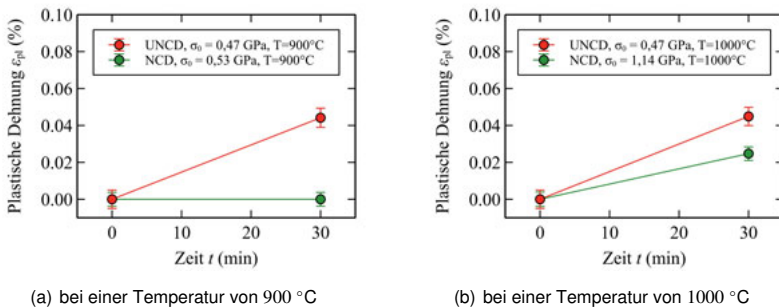 0.10
0.08
0.06
0.04
0.02
0.00
Plastische Dehnung εpl (%)
UNCD, σ0 = 0,47 GPa, T=900°C
NCD, σ0 = 0,53 GPa, T=900°C
0 10 20 30
Zeit t (min)
(a) bei einer Temperatur von 900 °C
0.10
0.08
0.06
0.04
0.02
0.00
Plastische Dehnung εpl (%)
UNCD, σ0 = 0,47 GPa, T=1000°C
NCD, σ0 = 1,14 GPa, T=1000°C
0 10 20 30
Zeit t (min)
(b) bei einer Temperatur von 1000 °C